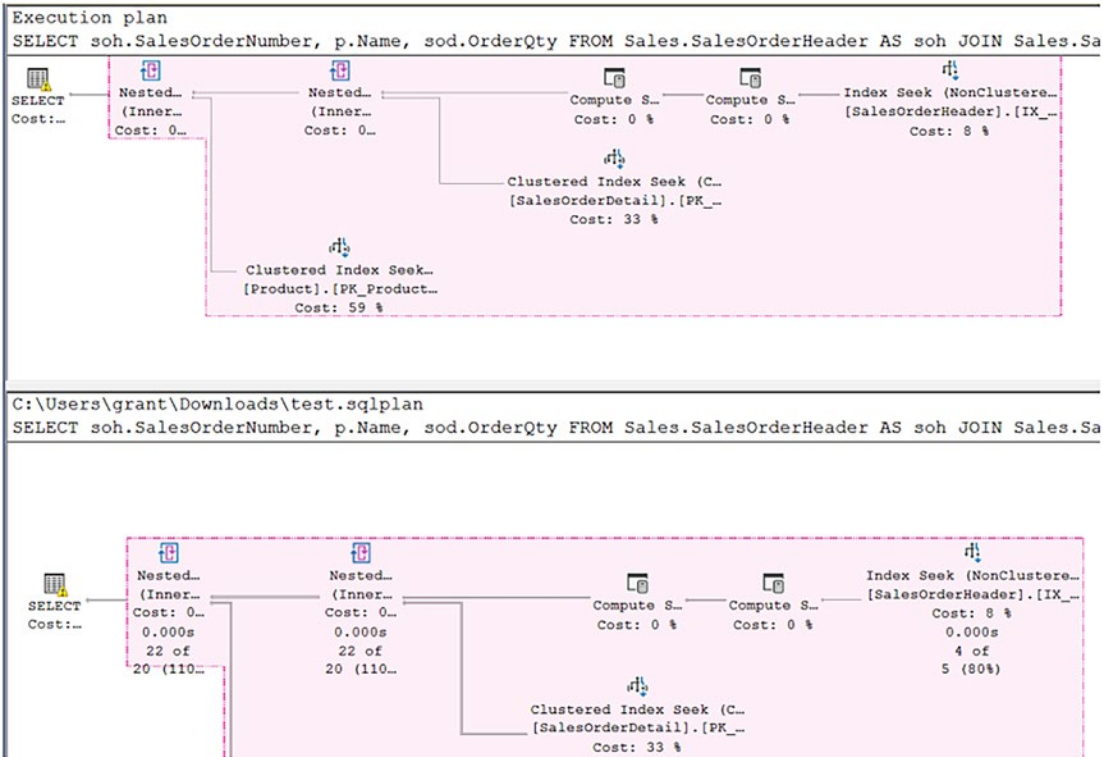 Execution plan
SELECT soh.SalesOrderNumber, p.Name, sod.OrderQty FROM Sales.SalesOrderHeader AS soh JOIN Sales.Sa
SELECT
Cost:…
Nested…
(Inner…
Cost: 0…
Nested…
(Inner…
Cost: 0…
Compute S…
Cost: 0 %
Compute S…
Cost: 0 %
Index Seek (NonClustere…
[SalesOrderHeader].[IX_…
Cost: 8 %
Clustered Index Seek (C…
[SalesOrderDetail].[PK_…
Cost: 33 %
Clustered Index Seek…
[Product].[PK_Product…
Cost: 59 %
C:\Users\grant\Downloads\test.sqlplan
SELECT soh.SalesOrderNumber, p.Name, sod.OrderQty FROM Sales.SalesOrderHeader AS soh JOIN Sales.Sa
SELECT
Cost:…
Nested…
(Inner…
Cost: 0…
0.000s
22 of
20 (110…
Nested…
(Inner…
Cost: 0…
0.000s
22 of
20 (110…
Compute S…
Cost: 0 %
Compute S…
Cost: 0 %
Index Seek (NonClustere…
[SalesOrderHeader].[IX_…
Cost: 8 %
0.000s
4 of
5 (80%)
Clustered Index Seek (C…
[SalesOrderDetail].[PK_…
Cost: 33 %